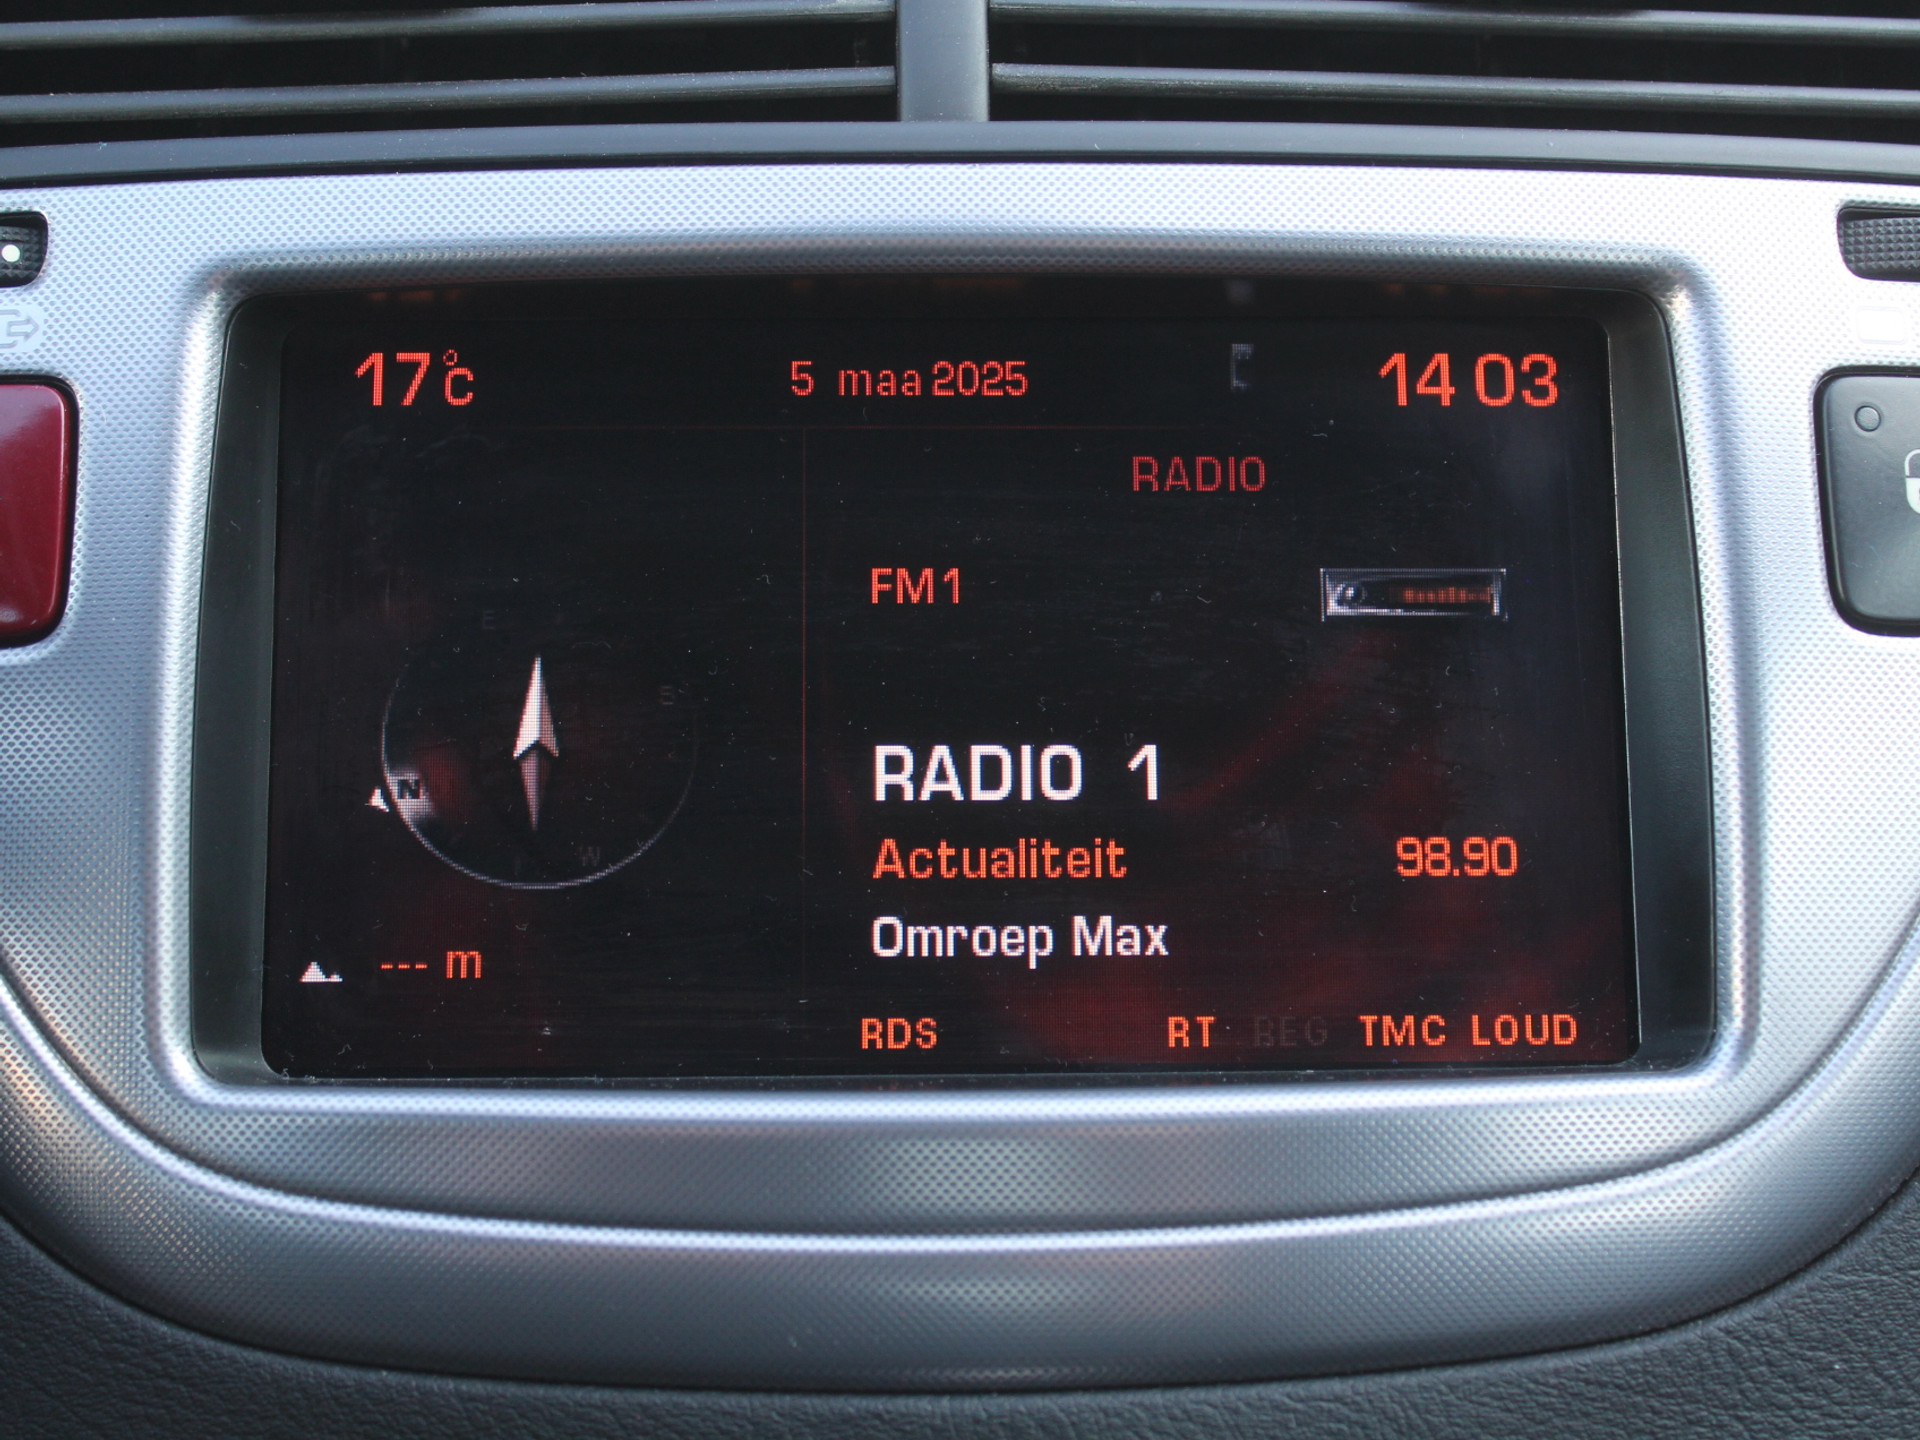 17°C 5 maa 2025 14 03
RADIO
FM1
E
N
W
RADIO 1
Actualiteit 98.90
Omroep Max
--- m
RDS RT REG TMC LOUD